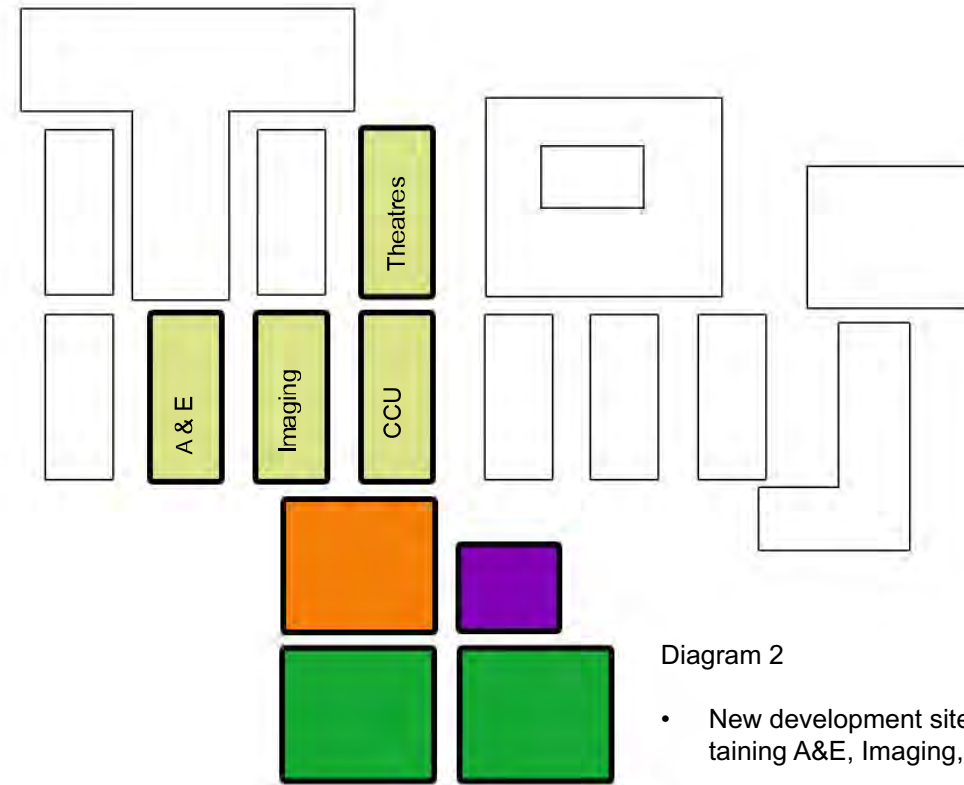 Theatres
A & E
Imaging
CCU
Diagram 2
• New development site
taining A&E, Imaging,